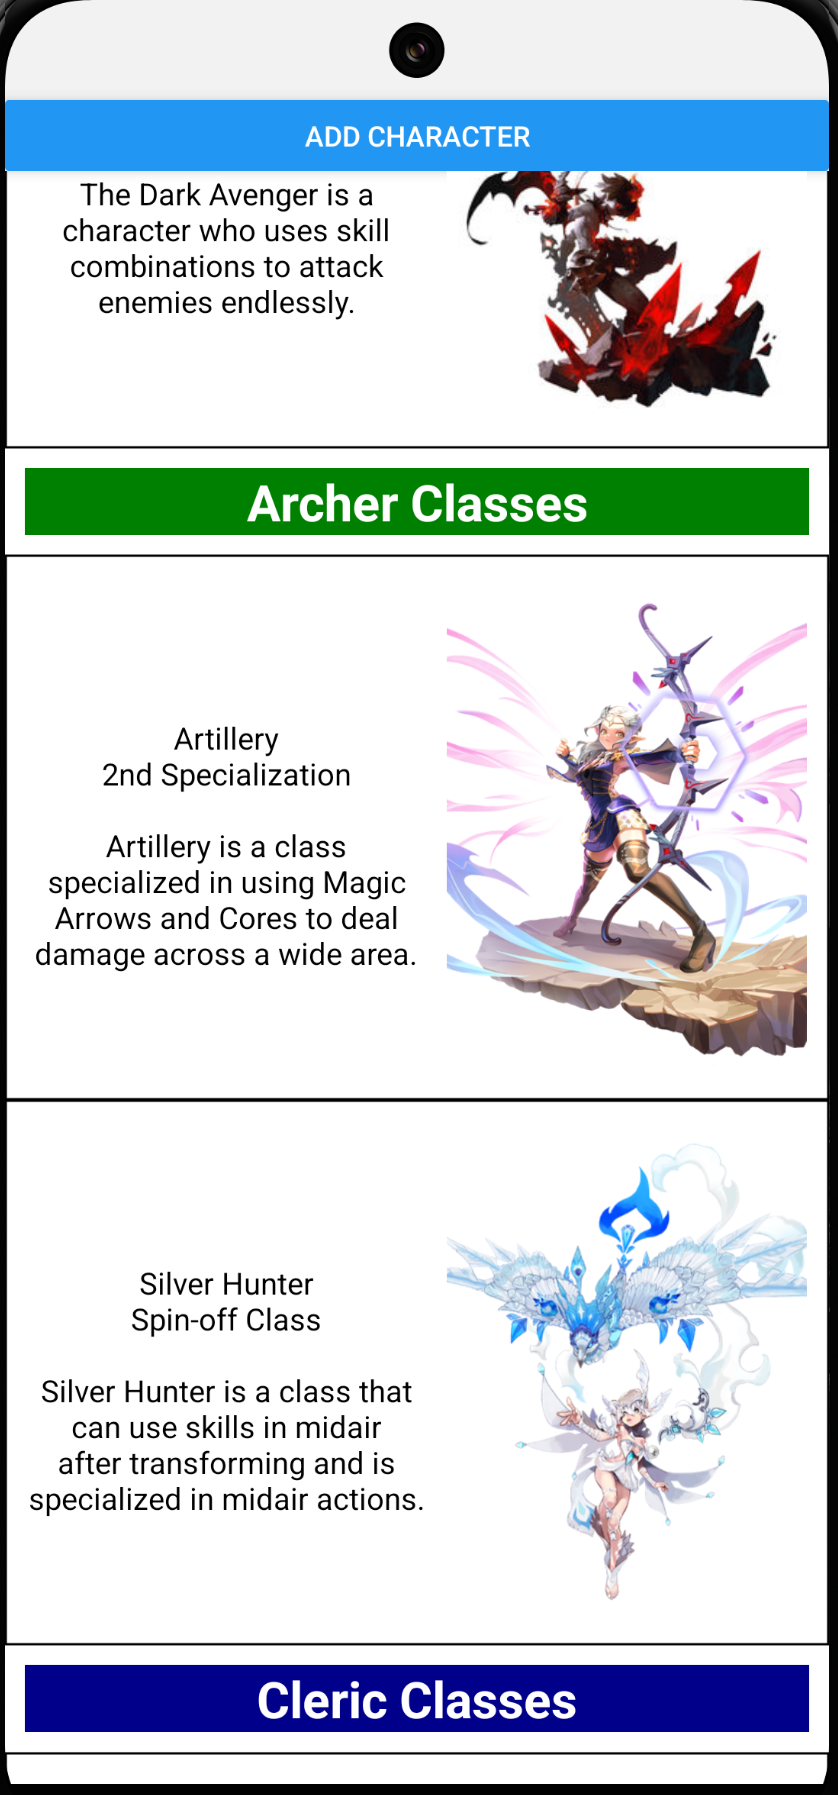 ADD CHARACTER
The Dark Avenger is a
character who uses skill
combinations to attack
enemies endlessly.
Archer Classes
Artillery
2nd Specialization
Artillery is a class
specialized in using Magic
Arrows and Cores to deal
damage across a wide area.
Silver Hunter
Spin-off Class
Silver Hunter is a class that
can use skills in midair
after transforming and is
specialized in midair actions.
Cleric Classes